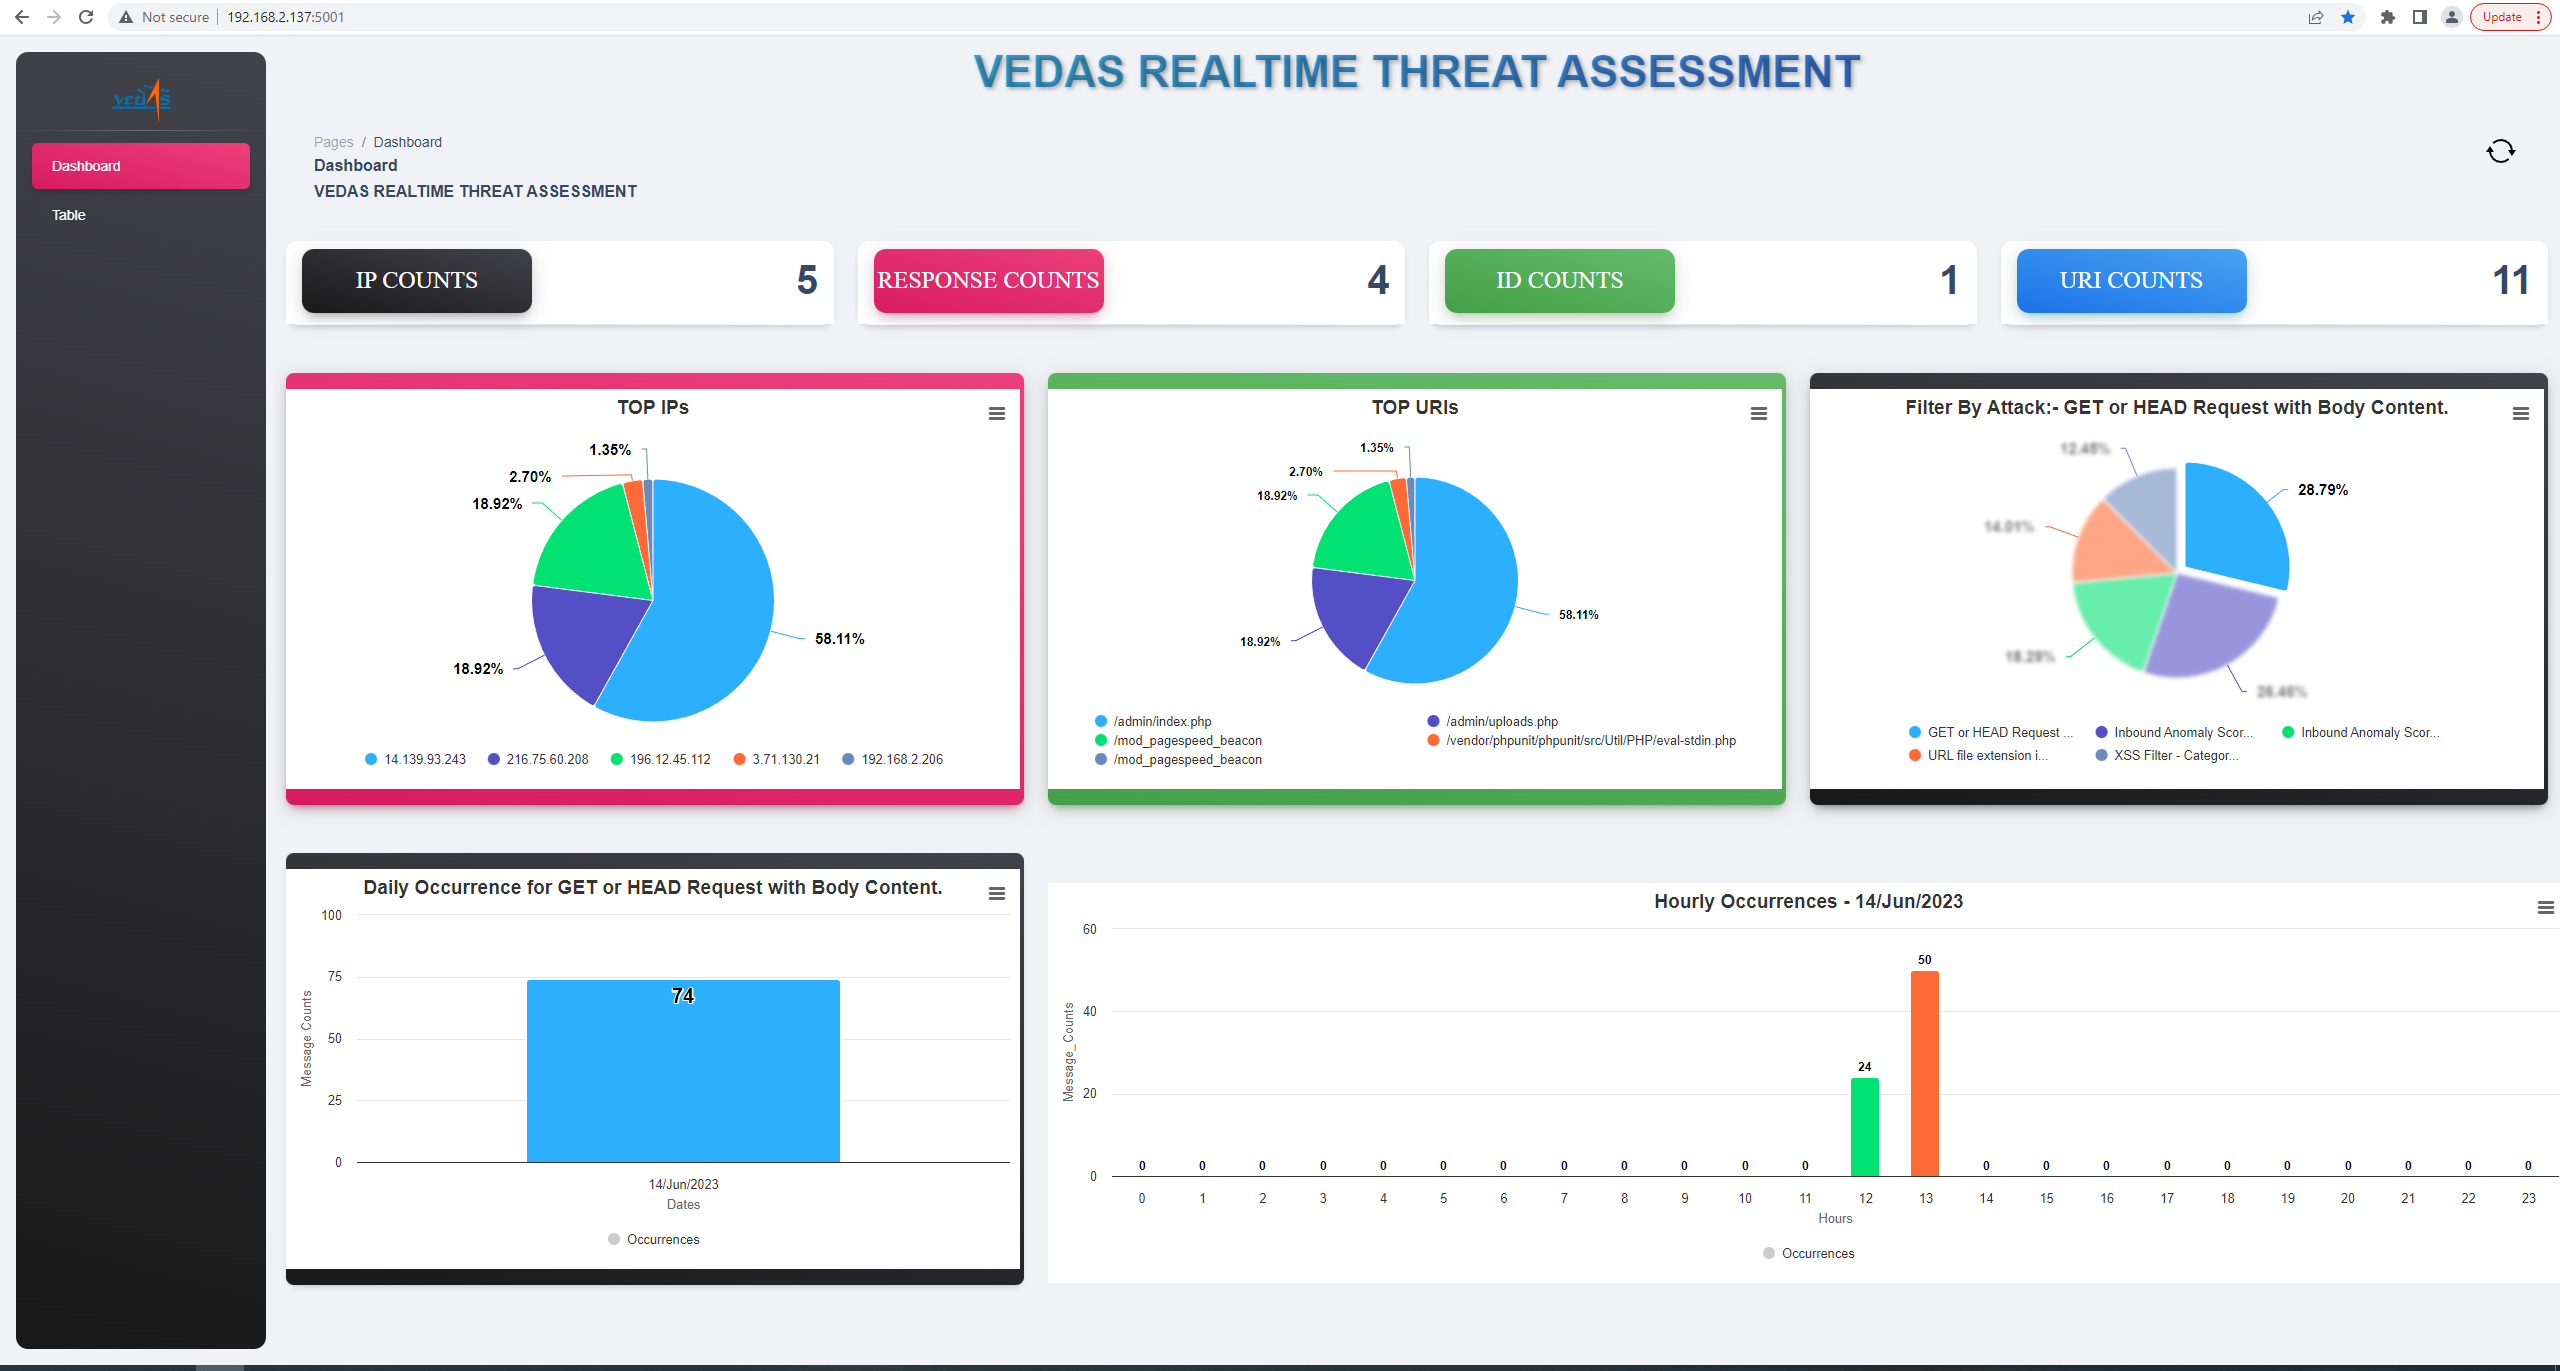 Not secure
192.168.2.137:5001
Update
vedas
VEDAS REALTIME THREAT ASSESSMENT
Dashboard
Table
Pages / Dashboard
Dashboard
VEDAS REALTIME THREAT ASSESSMENT
IP COUNTS
5
RESPONSE COUNTS
4
ID COUNTS
1
URI COUNTS
11
TOP IPs
1.35%
2.70%
18.92%
58.11%
18.92%
14.139.93.243
216.75.60.208
196.12.45.112
3.71.130.21
192.168.2.206
TOP URIs
1.35%
2.70%
18.92%
58.11%
18.92%
/admin/index.php
/admin/uploads.php
/mod_pagespeed_beacon
/vendor/phpunit/phpunit/src/Util/PHP/eval-stdin.php
/mod_pagespeed_beacon
Filter By Attack:- GET or HEAD Request with Body Content.
12.45%
28.79%
14.01%
18.29%
26.46%
GET or HEAD Request ...
Inbound Anomaly Scor...
Inbound Anomaly Scor...
URL file extension i...
XSS Filter - Categor...
Daily Occurrence for GET or HEAD Request with Body Content.
100
75
50
25
0
Message Counts
74
14/Jun/2023
Dates
Occurrences
Hourly Occurrences - 14/Jun/2023
60
40
20
0
Message_Counts
0 0 0 0 0 0 0 0 0 0 0 0 24 50 0 0 0 0 0 0 0 0 0 0
0 1 2 3 4 5 6 7 8 9 10 11 12 13 14 15 16 17 18 19 20 21 22 23
Hours
Occurrences